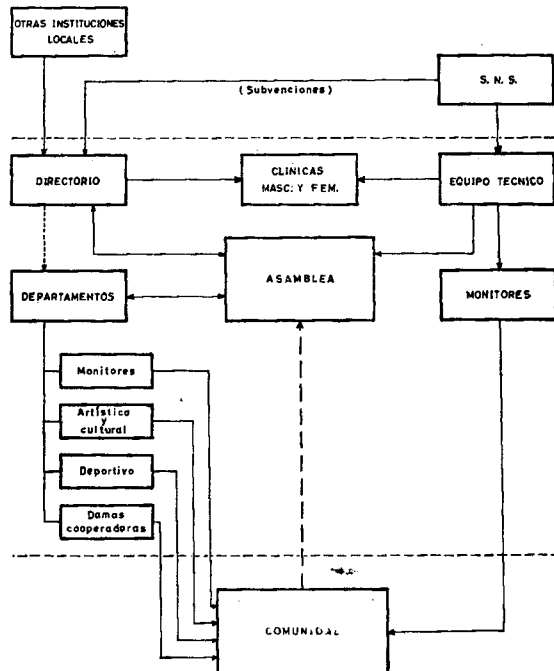 OTRAS INSTITUCIONES
LOCALES
(Subvenciones)
S. N. S.
DIRECTORIO
CLINICAS
MASC. Y FEM.
EQUIPO TECNICO
ASAMBLEA
DEPARTAMENTOS
MONITORES
Monitores
Artístico
y
cultural
Deportivo
Damas
cooperadoras
COMUNIDAD